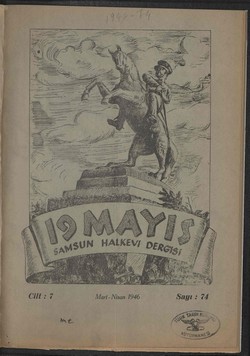 19 MAYIS
SAMSUN HALKEVİ DERGİSİ
Cilt : 7 Mart-Nisan 1946 Sayı : 74